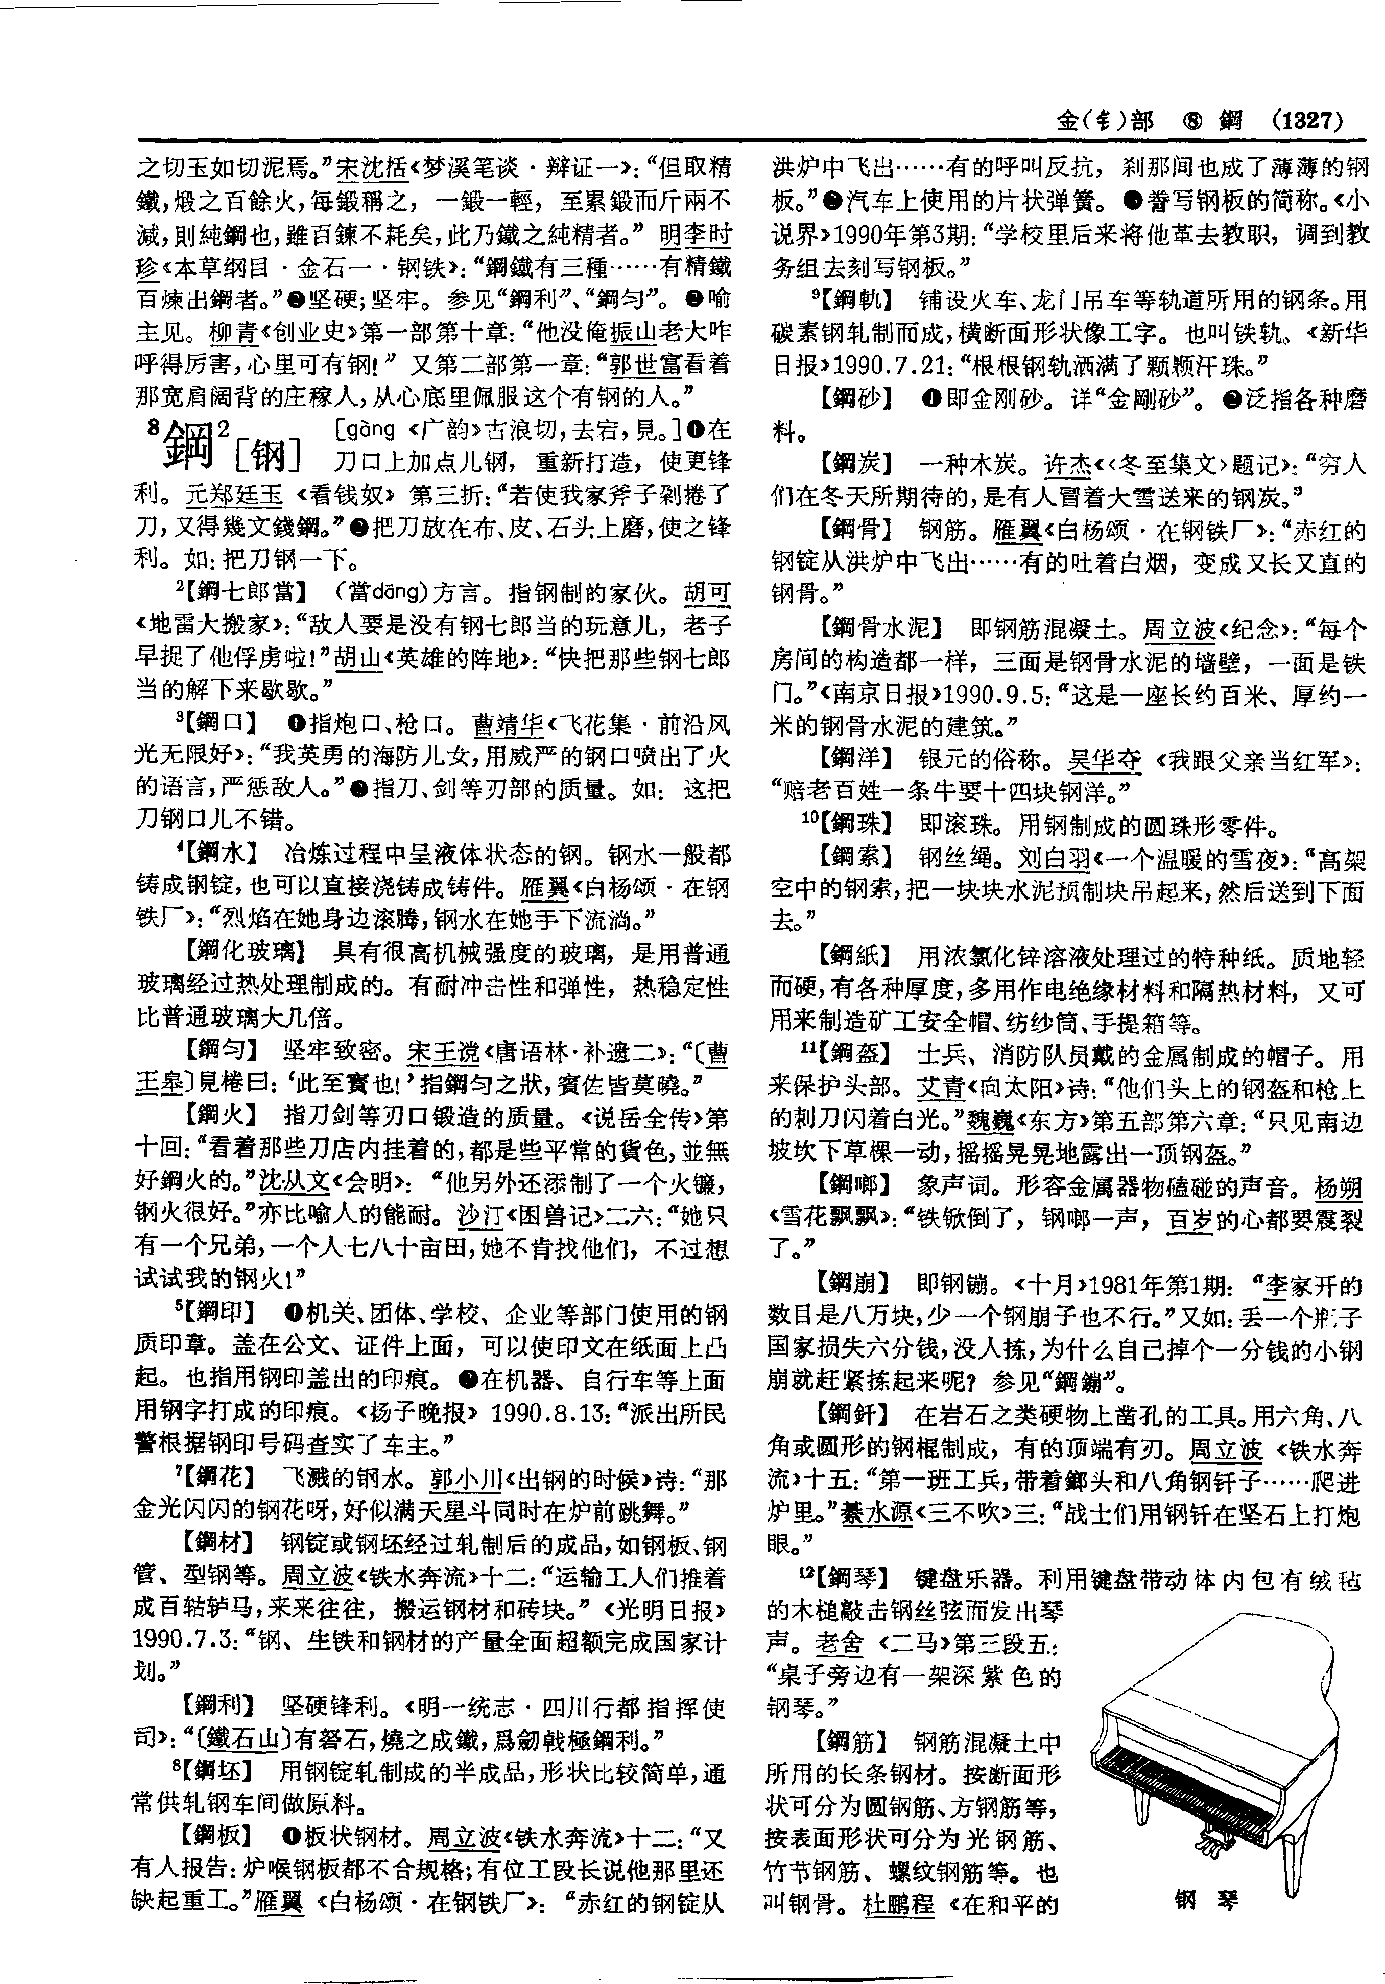 金(钅)部　⑧　鋼　(1327)
之切玉如切泥焉。”宋沈括《梦溪笔谈·辩证一》：“但取精
鐵，煅之百餘火，每鍛稱之，一鍛一輕，至累鍛而斤兩不
減，則純鋼也，雖百鍊不耗矣，此乃鐵之純精者。”明李时
珍《本草纲目·金石一·钢铁》：“鋼鐵有三種……有精鐵
百煉出鋼者。”❷坚硬；坚牢。参见“鋼利”、“鋼匀”。❸喻
主见。柳青《创业史》第一部第十章：“他没俺振山老大咋
呼得厉害，心里可有钢！”又第二部第一章：“郭世富看着
那宽肩阔背的庄稼人，从心底里佩服这个有钢的人。”
8鋼2［钢］　［gàng《广韵》古浪切，去宕，見。］❶在
刀口上加点儿钢，重新打造，使更锋
利。元郑廷玉《看钱奴》第三折：“若使我家斧子剁捲了
刀，又得幾文錢鋼。”❷把刀放在布、皮、石头上磨，使之锋
利。如：把刀钢一下。
2【鋼七郎當】　（當dāng）方言。指钢制的家伙。胡可
《地雷大搬家》：“敌人要是没有钢七郎当的玩意儿，老子
早捉了他俘虏啦！”胡山《英雄的阵地》：“快把那些钢七郎
当的解下来歇歇。”
3【鋼口】　❶指炮口、枪口。曹靖华《飞花集·前沿风
光无限好》：“我英勇的海防儿女，用威严的钢口喷出了火
的语言，严惩敌人。”❷指刀、剑等刃部的质量。如：这把
刀钢口儿不错。
4【鋼水】　冶炼过程中呈液体状态的钢。钢水一般都
铸成钢锭，也可以直接浇铸成铸件。雁翼《白杨颂·在钢
铁厂》：“烈焰在她身边滚腾，钢水在她手下流淌。”
【鋼化玻璃】　具有很高机械强度的玻璃，是用普通
玻璃经过热处理制成的。有耐冲击性和弹性，热稳定性
比普通玻璃大几倍。
【鋼匀】　坚牢致密。宋王谠《唐语林·补遗二》：“〔曹
王皋〕見棬曰：‘此至寳也！’指鋼匀之狀，賓佐皆莫曉。”
【鋼火】　指刀剑等刃口锻造的质量。《说岳全传》第
十回：“看着那些刀店内挂着的，都是些平常的貨色，並無
好鋼火的。”沈从文《会明》：“他另外还添制了一个火镰，
钢火很好。”亦比喻人的能耐。沙汀《困兽记》二六：“她只
有一个兄弟，一个人七八十亩田，她不肯找他们，不过想
试试我的钢火！”
5【鋼印】　❶机关、团体、学校、企业等部门使用的钢
质印章。盖在公文、证件上面，可以使印文在纸面上凸
起。也指用钢印盖出的印痕。❷在机器、自行车等上面
用钢字打成的印痕。《扬子晚报》1990.8.13：“派出所民
警根据钢印号码查实了车主。”
7【鋼花】　飞溅的钢水。郭小川《出钢的时候》诗：“那
金光闪闪的钢花呀，好似满天星斗同时在炉前跳舞。”
【鋼材】　钢锭或钢坯经过轧制后的成品，如钢板、钢
管、型钢等。周立波《铁水奔流》十二：“运输工人们推着
成百轱轳马，来来往往，搬运钢材和砖块。”《光明日报》
1990.7.3：“钢、生铁和钢材的产量全面超额完成国家计
划。”
【鋼利】　坚硬锋利。《明一统志·四川行都指挥使
司》：“〔鐵石山〕有砮石，燒之成鐵，爲劒戟極鋼利。”
8【鋼坯】　用钢锭轧制成的半成品，形状比较简单，通
常供轧钢车间做原料。
【鋼板】　❶板状钢材。周立波《铁水奔流》十二：“又
有人报告：炉喉钢板都不合规格；有位工段长说他那里还
缺起重工。”雁翼《白杨颂·在钢铁厂》：“赤红的钢锭从
洪炉中飞出……有的呼叫反抗，刹那间也成了薄薄的钢
板。”❷汽车上使用的片状弹簧。❸誊写钢板的简称。《小
说界》1990年第3期：“学校里后来将他革去教职，调到教
务组去刻写钢板。”
9【鋼軌】　铺设火车、龙门吊车等轨道所用的钢条。用
碳素钢轧制而成，横断面形状像工字。也叫铁轨。《新华
日报》1990.7.21：“根根钢轨洒满了颗颗汗珠。”
【鋼砂】　❶即金刚砂。详“金剛砂”。❷泛指各种磨
料。
【鋼炭】　一种木炭。许杰《〈冬至集文〉题记》：“穷人
们在冬天所期待的，是有人冒着大雪送来的钢炭。”
【鋼骨】　钢筋。雁翼《白杨颂·在钢铁厂》：“赤红的
钢锭从洪炉中飞出……有的吐着白烟，变成又长又直的
钢骨。”
【鋼骨水泥】　即钢筋混凝土。周立波《纪念》：“每个
房间的构造都一样，三面是钢骨水泥的墙壁，一面是铁
门。”《南京日报》1990.9.5：“这是一座长约百米、厚约一
米的钢骨水泥的建筑。”
【鋼洋】　银元的俗称。吴华夺《我跟父亲当红军》：
“赔老百姓一条牛要十四块钢洋。”
10【鋼珠】　即滚珠。用钢制成的圆珠形零件。
【鋼索】　钢丝绳。刘白羽《一个温暖的雪夜》：“高架
空中的钢索，把一块块水泥预制块吊起来，然后送到下面
去。”
【鋼紙】　用浓氯化锌溶液处理过的特种纸。质地轻
而硬，有各种厚度，多用作电绝缘材料和隔热材料，又可
用来制造矿工安全帽、纺纱筒、手提箱等。
11【鋼盔】　士兵、消防队员戴的金属制成的帽子。用
来保护头部。艾青《向太阳》诗：“他们头上的钢盔和枪上
的刺刀闪着白光。”魏巍《东方》第五部第六章：“只见南边
坡坎下草棵一动，摇摇晃晃地露出一顶钢盔。”
【鋼啷】　象声词。形容金属器物磕碰的声音。杨朔
《雪花飘飘》：“铁锨倒了，钢啷一声，百岁的心都要震裂
了。”
【鋼崩】　即钢镚。《十月》1981年第1期：“李家开的
数目是八万块，少一个钢崩子也不行。”又如：丢一个瓶子
国家损失六分钱，没人拣，为什么自己掉个一分钱的小钢
崩就赶紧拣起来呢？参见“鋼鏰”。
【鋼釺】　在岩石之类硬物上凿孔的工具。用六角、八
角或圆形的钢棍制成，有的顶端有刃。周立波《铁水奔
流》十五：“第一班工兵，带着鎯头和八角钢钎子……爬进
炉里。”綦水源《三不吹》三：“战士们用钢钎在坚石上打炮
眼。”
12【鋼琴】　键盘乐器。利用键盘带动体内包有绒毡
的木槌敲击钢丝弦而发出琴
声。老舍《二马》第三段五：
“桌子旁边有一架深紫色的
钢琴。”
【鋼筋】　钢筋混凝土中
所用的长条钢材。按断面形
状可分为圆钢筋、方钢筋等，
按表面形状可分为光钢筋、
竹节钢筋、螺纹钢筋等。也
叫钢骨。杜鹏程《在和平的
钢　琴